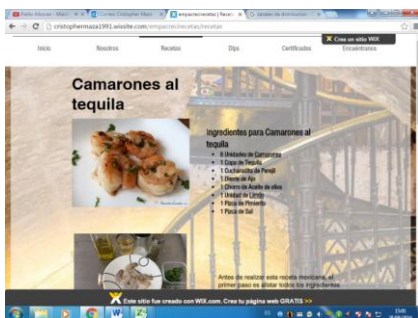 cristophermaza1991.wixsite.com/empacrecirecetas/recetas
Crea un sitio WiX
Inicio Nosotros Recetas Dips Certificados Encuéntranos
Camarones al
tequila
Ingredientes para Camarones al
tequila
6 Unidades de Camarones
1 Copa de Tequila
1 Cucharadita de Perejil
1 Diente de Ajo
1 Chorro de Aceite de oliva
1 Unidad de Limón
1 Pizca de Pimienta
1 Pizca de Sal
Antes de realizar esta receta mexicana, el
primer paso es alistar todos los ingredientes
Este sitio fue creado con WIX.com. Crea tu página web GRATIS >>
ES